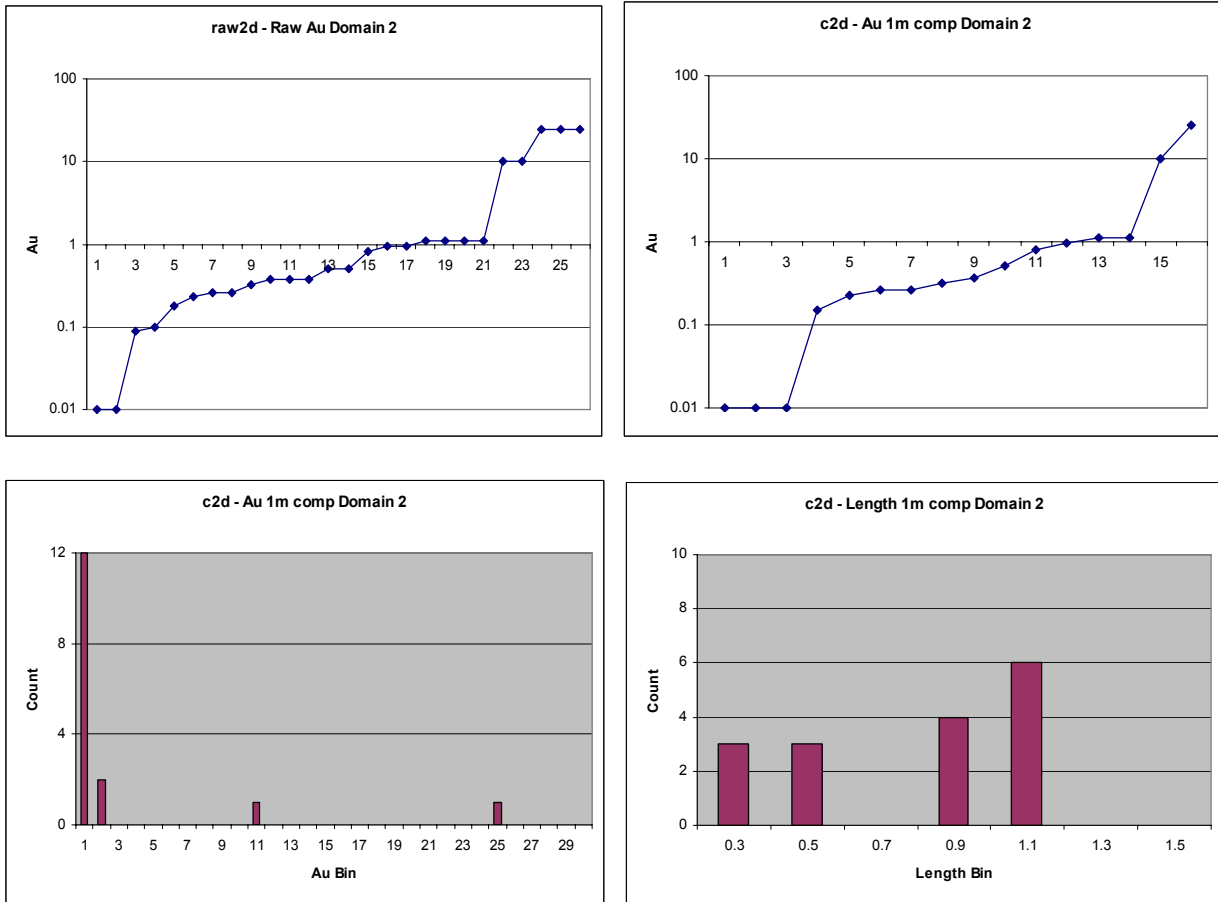 raw2d - Raw Au Domain 2
100
10
1
0.1
0.01
Au
1 3 5 7 9 11 13 15 17 19 21 23 25
c2d - Au 1m comp Domain 2
100
10
1
0.1
0.01
Au
1 3 5 7 9 11 13 15
c2d - Au 1m comp Domain 2
12
8
4
0
Count
1 3 5 7 9 11 13 15 17 19 21 23 25 27 29
Au Bin
c2d - Length 1m comp Domain 2
10
8
6
4
2
0
Count
0.3 0.5 0.7 0.9 1.1 1.3 1.5
Length Bin